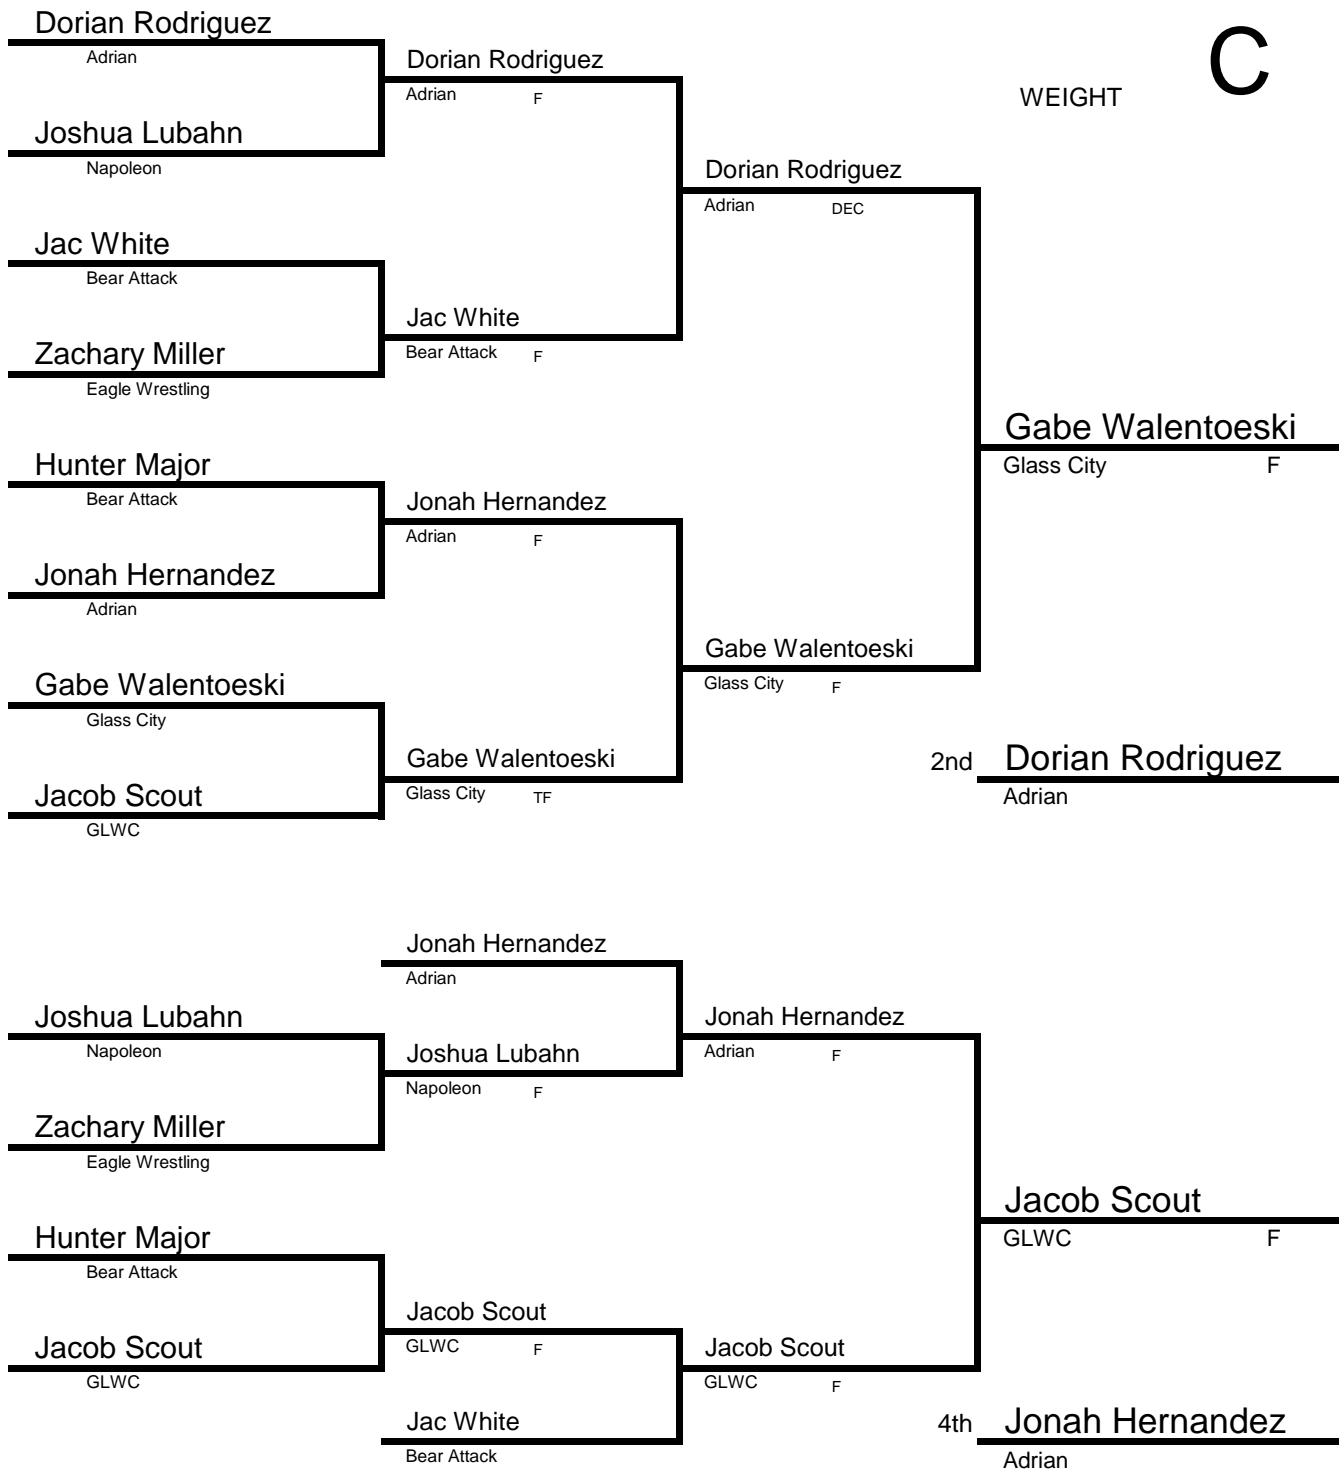 Dorian Rodriguez
Adrian
Dorian Rodriguez
Adrian F
WEIGHT C
Joshua Lubahn
Napoleon
Dorian Rodriguez
Adrian DEC
Jac White
Bear Attack
Jac White
Bear Attack F
Zachary Miller
Eagle Wrestling
Gabe Walentoeski
Glass City F
Hunter Major
Bear Attack
Jonah Hernandez
Adrian F
Jonah Hernandez
Adrian
Gabe Walentoeski
Glass City F
Gabe Walentoeski
Glass City
Gabe Walentoeski
Glass City TF
2nd Dorian Rodriguez
Adrian
Jacob Scout
GLWC
Jonah Hernandez
Adrian
Joshua Lubahn
Napoleon
Jonah Hernandez
Adrian F
Joshua Lubahn
Napoleon F
Zachary Miller
Eagle Wrestling
Jacob Scout
GLWC F
Hunter Major
Bear Attack
Jacob Scout
GLWC F
Jacob Scout
GLWC
Jacob Scout
GLWC F
Jac White
Bear Attack
4th Jonah Hernandez
Adrian